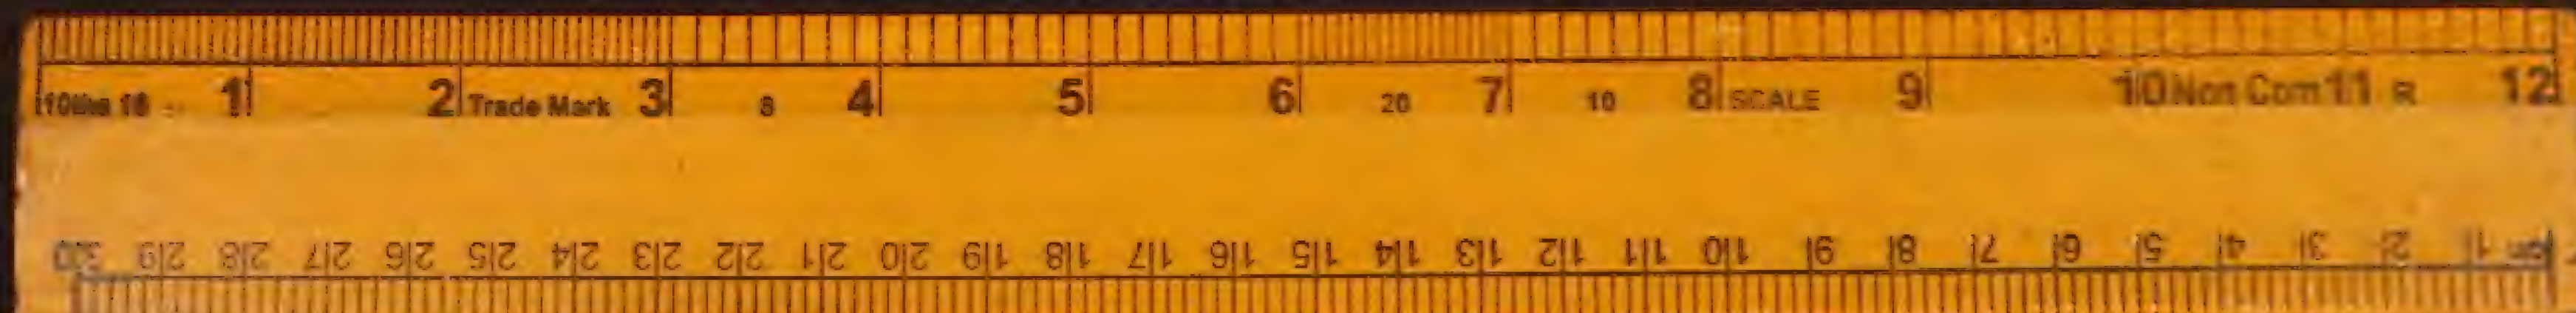 10ths 16 1 2 Trade Mark 3 8 4 5 6 20 7 10 8 SCALE 9 10 Non Com 11 R 12
30 29 28 27 26 25 24 23 22 21 20 19 18 17 16 15 14 13 12 11 10 9 8 7 6 5 4 3 2 1 cm